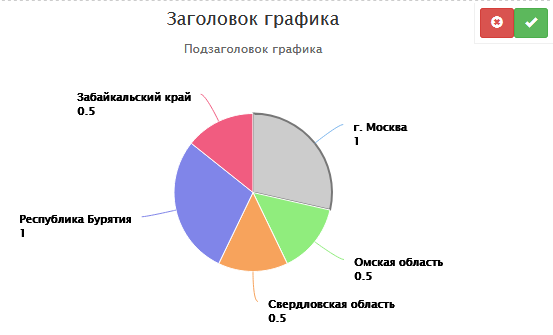 Заголовок графика
Подзаголовок графика
Забайкальский край
0.5
г. Москва
1
Республика Бурятия
1
Омская область
0.5
Свердловская область
0.5